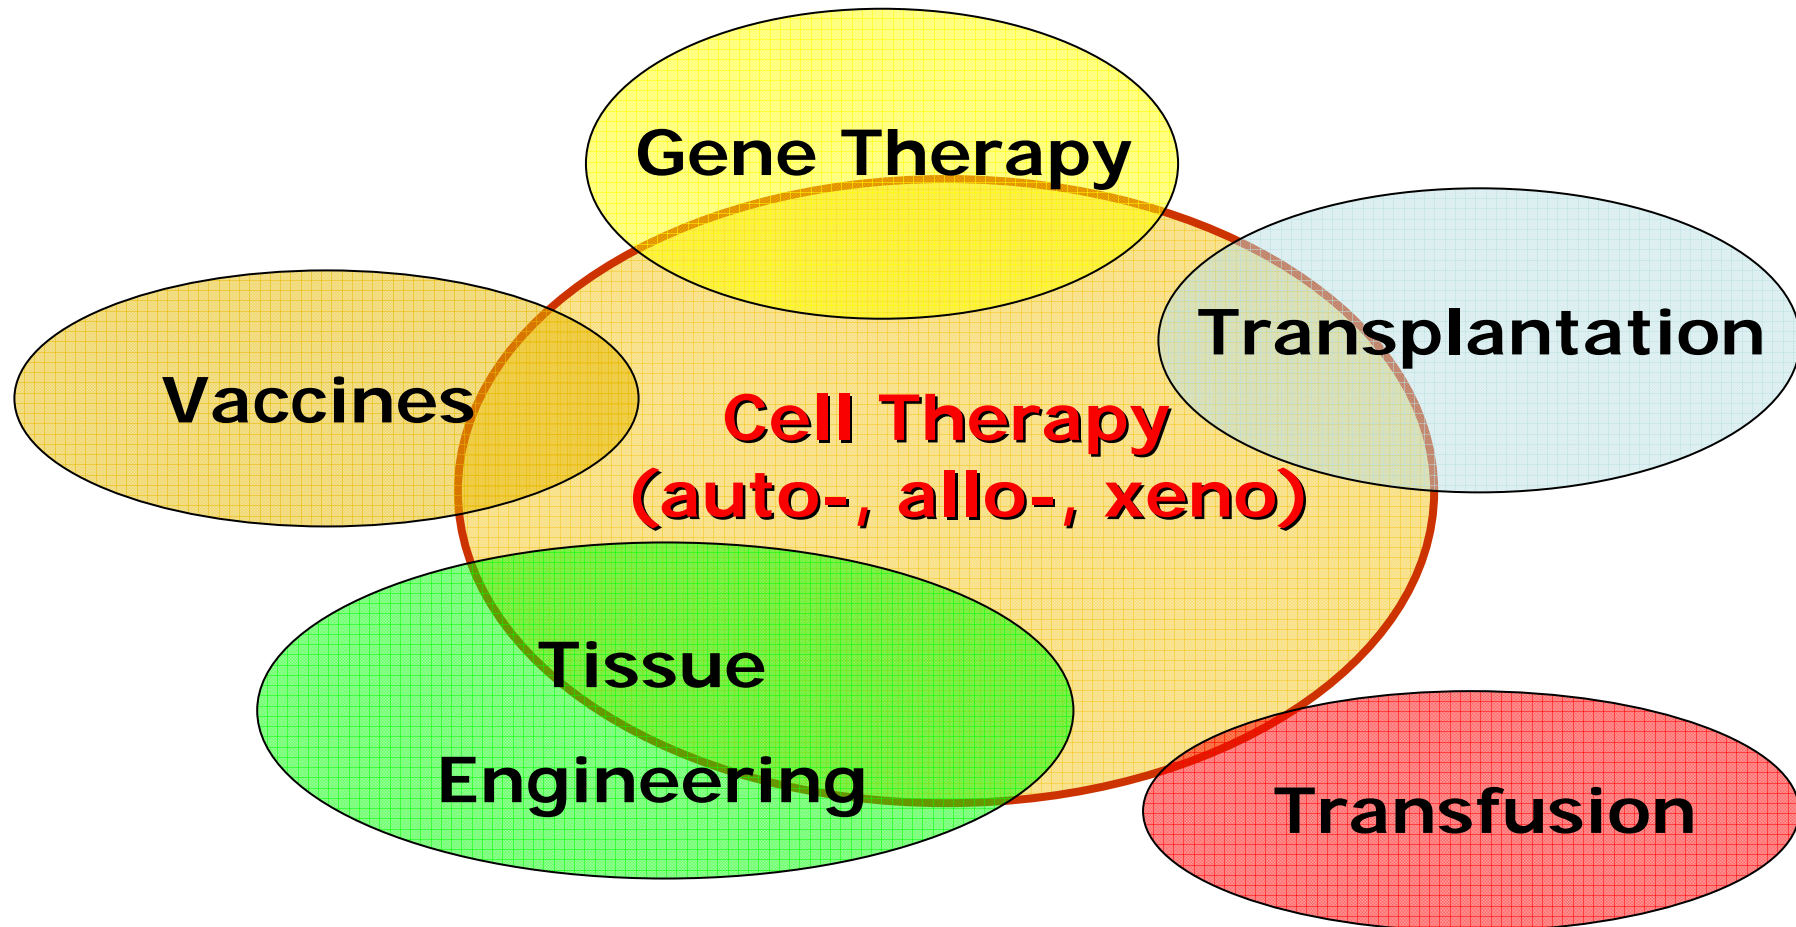 Gene Therapy
Transplantation
Vaccines
Cell Therapy
(auto-, allo-, xeno)
Tissue
Engineering
Transfusion